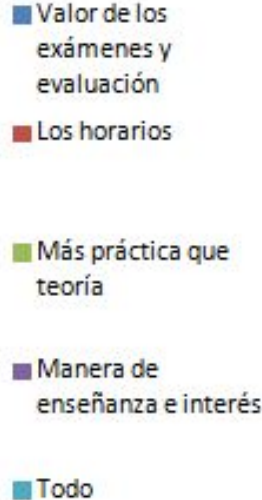 Valor de los
exámenes y
evaluación
Los horarios
Más práctica que
teoría
Manera de
enseñanza e interés
Todo